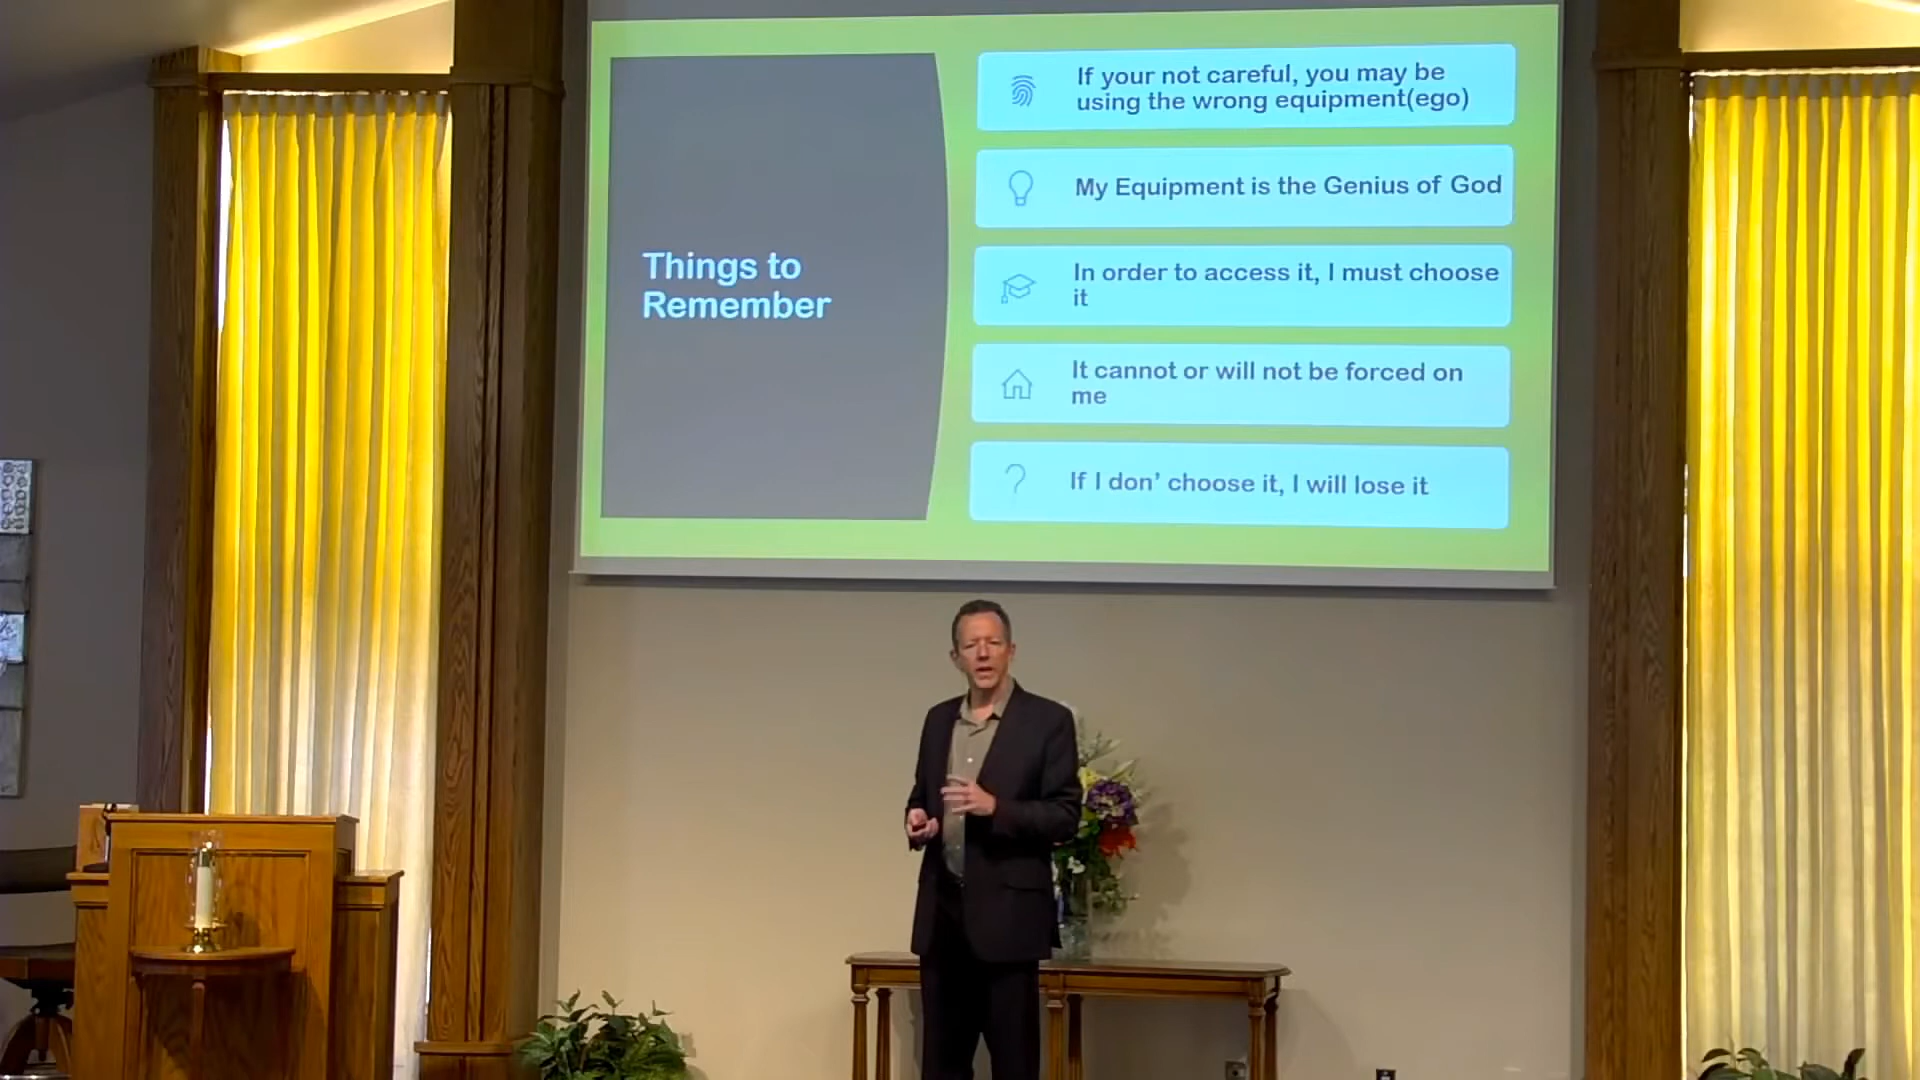 Things to
Remember
If your not careful, you may be
using the wrong equipment(ego)
My Equipment is the Genius of God
In order to access it, I must choose
it
It cannot or will not be forced on
me
If I don’ choose it, I will lose it